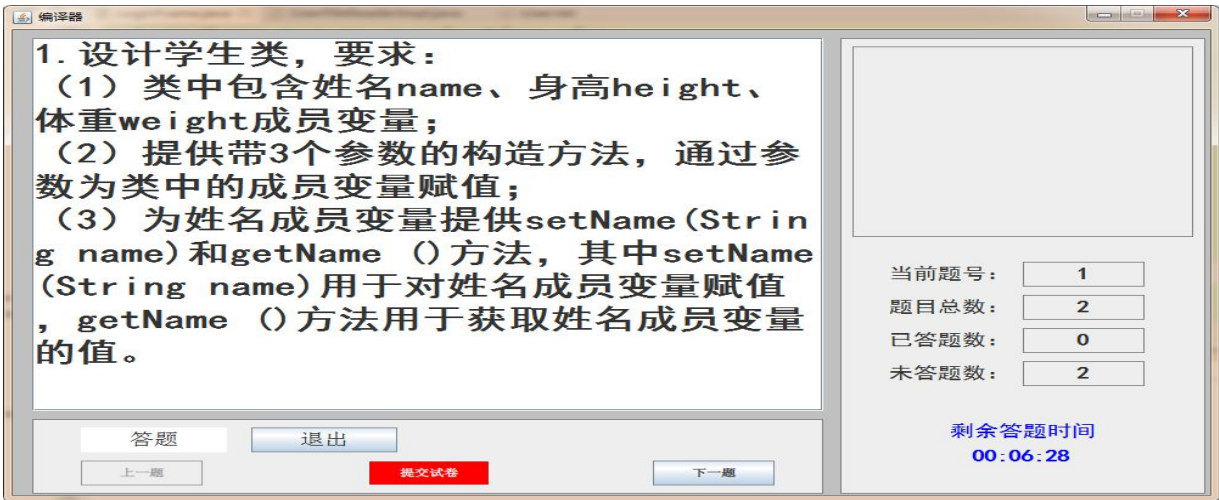 编译器
1. 设计学生类，要求：
（1）类中包含姓名name、身高height、
体重weight成员变量；
（2）提供带3个参数的构造方法，通过参
数为类中的成员变量赋值；
（3）为姓名成员变量提供setName(Strin
g name)和getName ()方法，其中setName
(String name)用于对姓名成员变量赋值
，getName ()方法用于获取姓名成员变量
的值。
当前题号： 1
题目总数： 2
已答题数： 0
未答题数： 2
剩余答题时间
00:06:28
答题 退出
上一题 提交试卷 下一题